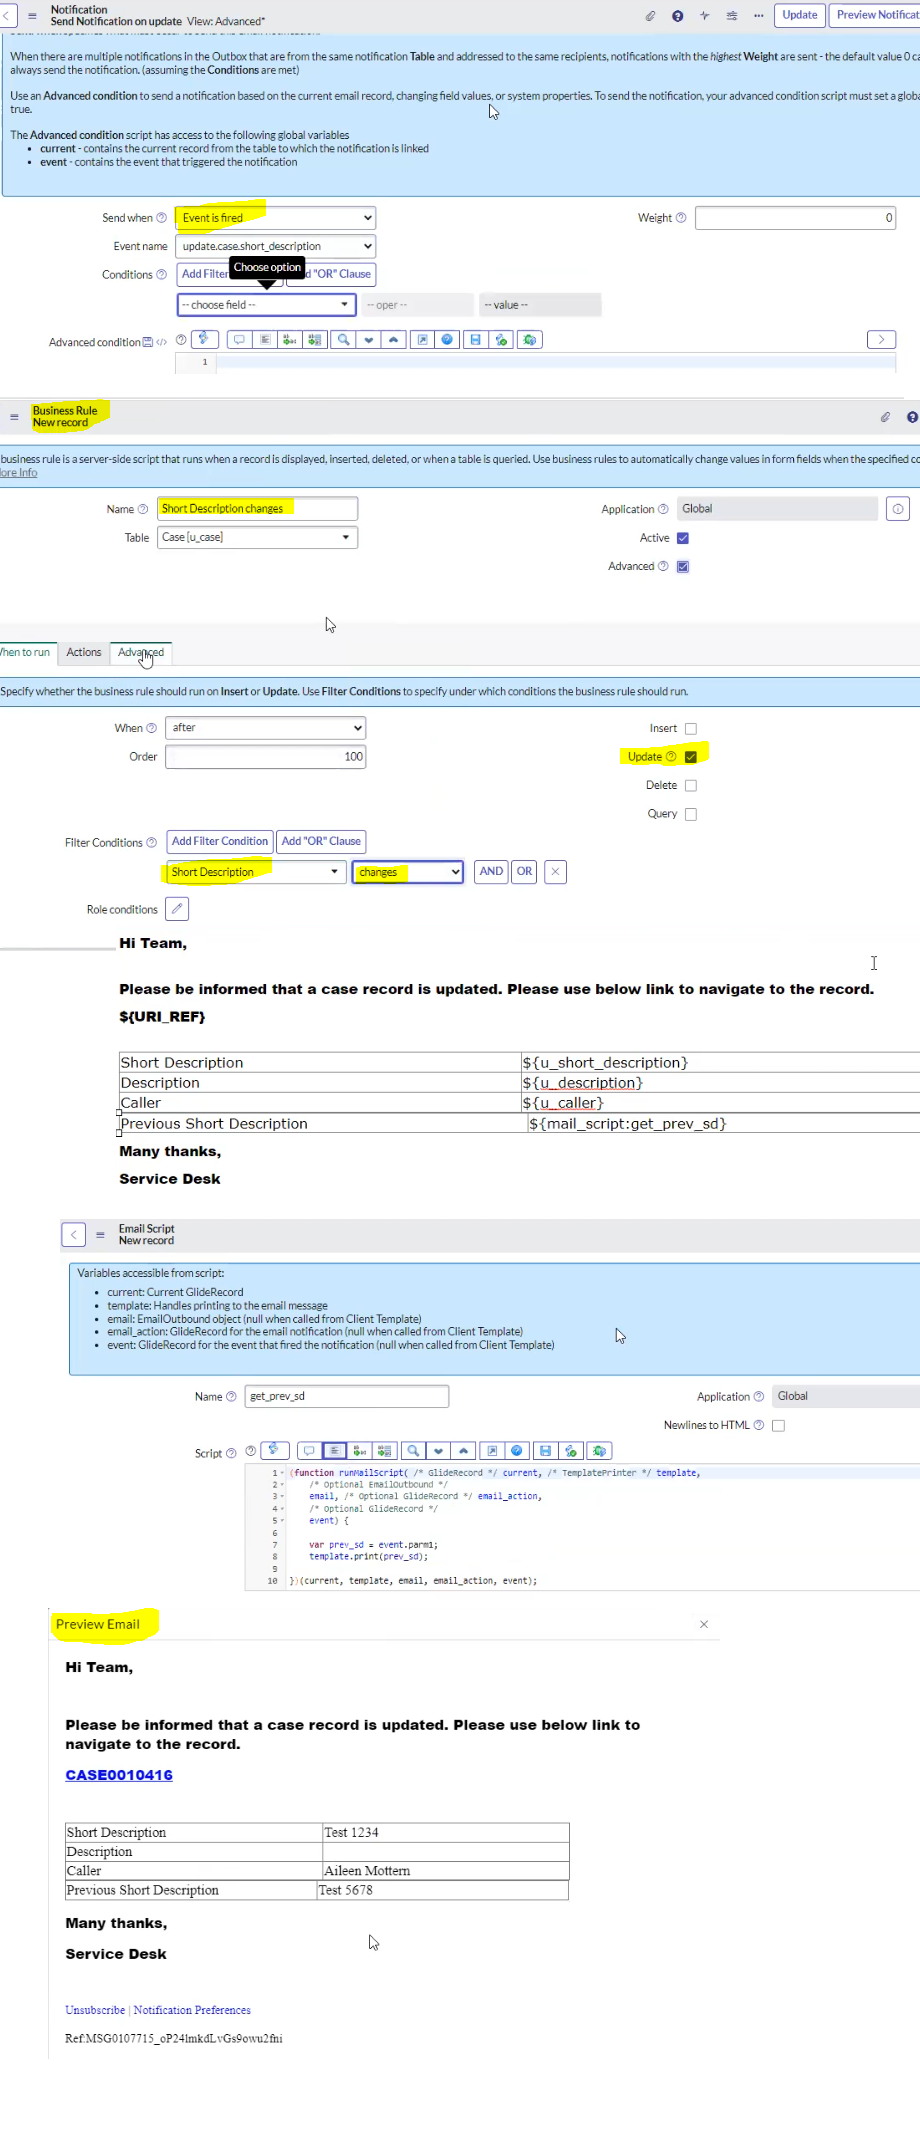 Notification
Send Notification on update View: Advanced*
Update
Preview Notificat
When there are multiple notifications in the Outbox that are from the same notification Table and addressed to the same recipients, notifications with the highest Weight are sent - the default value 0 ca
always send the notification. (assuming the Conditions are met)
Use an Advanced condition to send a notification based on the current email record, changing field values, or system properties. To send the notification, your advanced condition script must set a globa
true.
The Advanced condition script has access to the following global variables
• current - contains the current record from the table to which the notification is linked
• event - contains the event that triggered the notification
Send when Event is fired Weight 0
Event name update.case.short_description
Choose option
Conditions Add Filter d "OR" Clause
-- choose field -- -- oper -- -- value --
Advanced condition
1
Business Rule
New record
business rule is a server-side script that runs when a record is displayed, inserted, deleted, or when a table is queried. Use business rules to automatically change values in form fields when the specified co
ore Info
Name Short Description changes Application Global
Table Case [u_case] Active
Advanced
hen to run Actions Advanced
Specify whether the business rule should run on Insert or Update. Use Filter Conditions to specify under which conditions the business rule should run.
When after Insert
Order 100 Update
Delete
Query
Filter Conditions Add Filter Condition Add "OR" Clause
Short Description changes AND OR
Role conditions
Hi Team,
Please be informed that a case record is updated. Please use below link to navigate to the record.
${URI_REF}
Short Description ${u_short_description}
Description ${u_description}
Caller ${u_caller}
Previous Short Description ${mail_script:get_prev_sd}
Many thanks,
Service Desk
Email Script
New record
Variables accessible from script:
• current: Current GlideRecord
• template: Handles printing to the email message
• email: EmailOutbound object (null when called from Client Template)
• email_action: GlideRecord for the email notification (null when called from Client Template)
• event: GlideRecord for the event that fired the notification (null when called from Client Template)
Name get_prev_sd Application Global
Newlines to HTML
Script
1 (function runMailScript( /* GlideRecord */ current, /* TemplatePrinter */ template,
2 /* Optional EmailOutbound */
3 email, /* Optional GlideRecord */ email_action,
4 /* Optional GlideRecord */
5 event) {
6
7 var prev_sd = event.parm1;
8 template.print(prev_sd);
9
10 })(current, template, email, email_action, event);
Preview Email
Hi Team,
Please be informed that a case record is updated. Please use below link to
navigate to the record.
CASE0010416
Short Description Test 1234
Description
Caller Aileen Mottern
Previous Short Description Test 5678
Many thanks,
Service Desk
Unsubscribe | Notification Preferences
Ref:MSG0107715_oP24lmkdLvGs9owu2fni